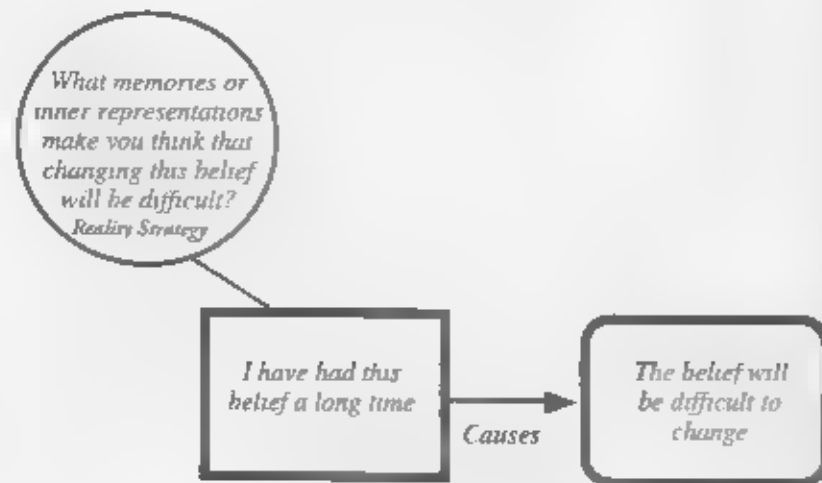 What memories or
inner representations
make you think that
changing this belief
will be difficult?
Reality Strategy
I have had this
belief a long time
Causes
The belief will
be difficult to
change